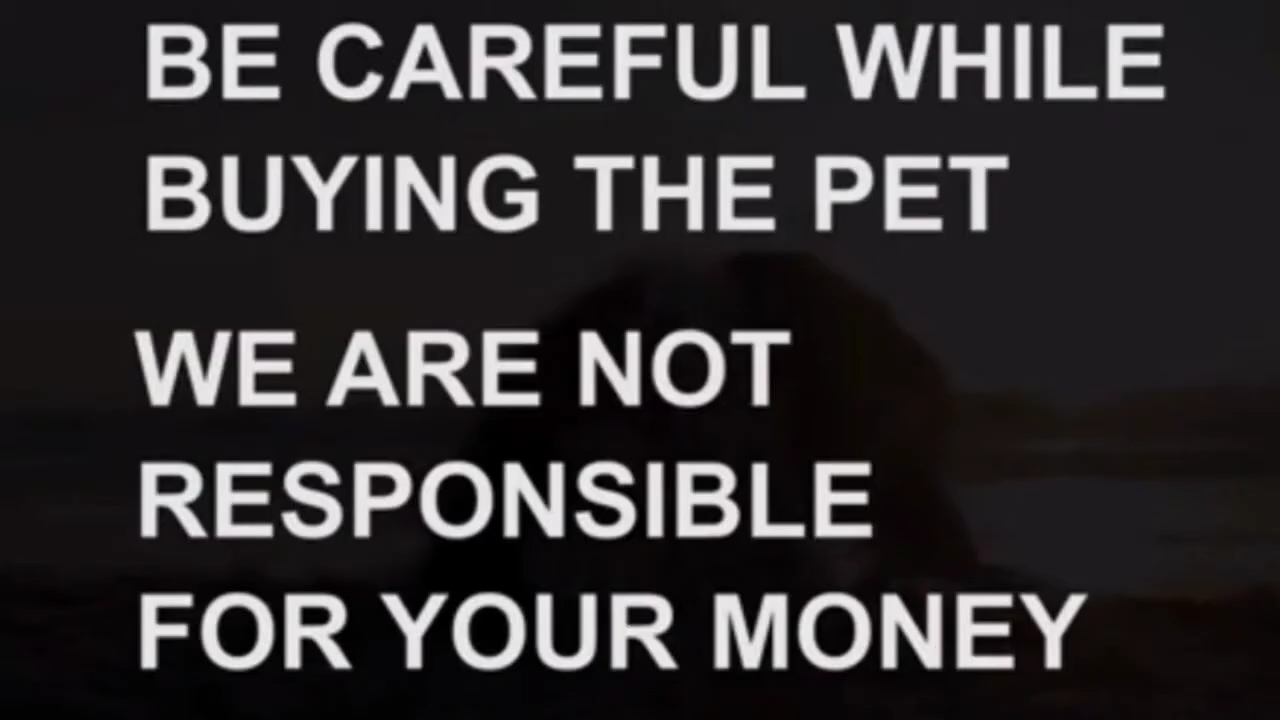 BE CAREFUL WHILE
BUYING THE PET
WE ARE NOT
RESPONSIBLE
FOR YOUR MONEY